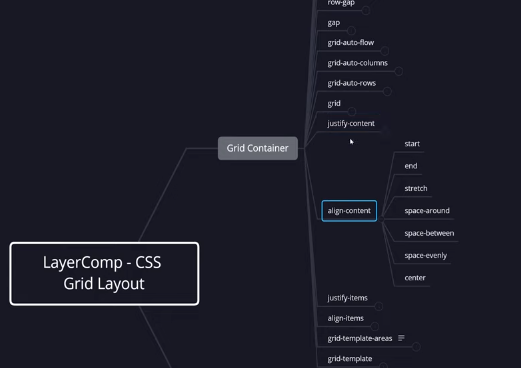 row-gap
gap
grid-auto-flow
grid-auto-columns
grid-auto-rows
grid
justify-content
Grid Container
start
end
stretch
align-content
space-around
space-between
space-evenly
center
LayerComp - CSS
Grid Layout
justify-items
align-items
grid-template-areas
grid-template